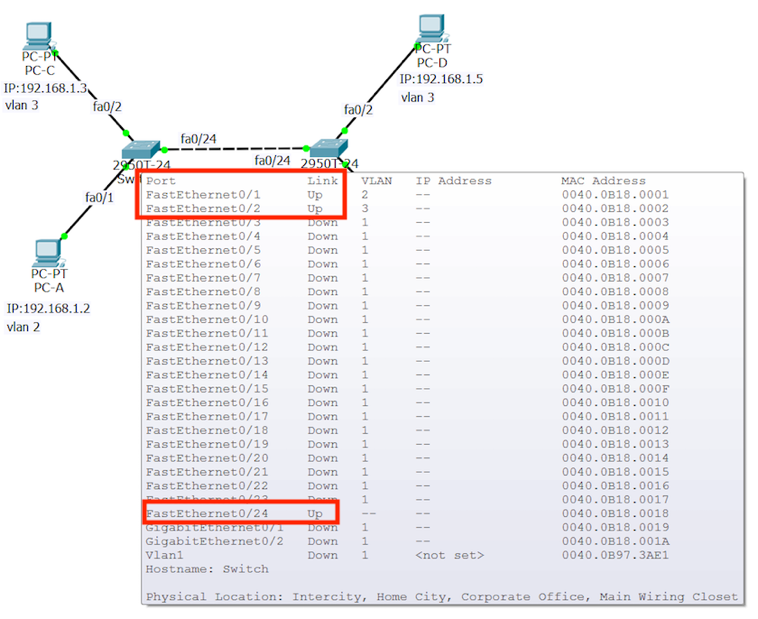 PC-PT
PC-C
IP:192.168.1.3
vlan 3
fa0/2
PC-PT
PC-D
IP:192.168.1.5
vlan 3
fa0/2
fa0/24
fa0/24
2950T-24
2950T-24
fa0/1
PC-PT
PC-A
IP:192.168.1.2
vlan 2
Port Link VLAN IP Address MAC Address
FastEthernet0/1 Up 2 -- 0040.0B18.0001
FastEthernet0/2 Up 3 -- 0040.0B18.0002
FastEthernet0/3 Down 1 -- 0040.0B18.0003
FastEthernet0/4 Down 1 -- 0040.0B18.0004
FastEthernet0/5 Down 1 -- 0040.0B18.0005
FastEthernet0/6 Down 1 -- 0040.0B18.0006
FastEthernet0/7 Down 1 -- 0040.0B18.0007
FastEthernet0/8 Down 1 -- 0040.0B18.0008
FastEthernet0/9 Down 1 -- 0040.0B18.0009
FastEthernet0/10 Down 1 -- 0040.0B18.000A
FastEthernet0/11 Down 1 -- 0040.0B18.000B
FastEthernet0/12 Down 1 -- 0040.0B18.000C
FastEthernet0/13 Down 1 -- 0040.0B18.000D
FastEthernet0/14 Down 1 -- 0040.0B18.000E
FastEthernet0/15 Down 1 -- 0040.0B18.000F
FastEthernet0/16 Down 1 -- 0040.0B18.0010
FastEthernet0/17 Down 1 -- 0040.0B18.0011
FastEthernet0/18 Down 1 -- 0040.0B18.0012
FastEthernet0/19 Down 1 -- 0040.0B18.0013
FastEthernet0/20 Down 1 -- 0040.0B18.0014
FastEthernet0/21 Down 1 -- 0040.0B18.0015
FastEthernet0/22 Down 1 -- 0040.0B18.0016
FastEthernet0/23 Down 1 -- 0040.0B18.0017
FastEthernet0/24 Up -- -- 0040.0B18.0018
GigabitEthernet0/1 Down 1 -- 0040.0B18.0019
GigabitEthernet0/2 Down 1 -- 0040.0B18.001A
Vlan1 Down 1 <not set> 0040.0B97.3AE1
Hostname: Switch
Physical Location: Intercity, Home City, Corporate Office, Main Wiring Closet